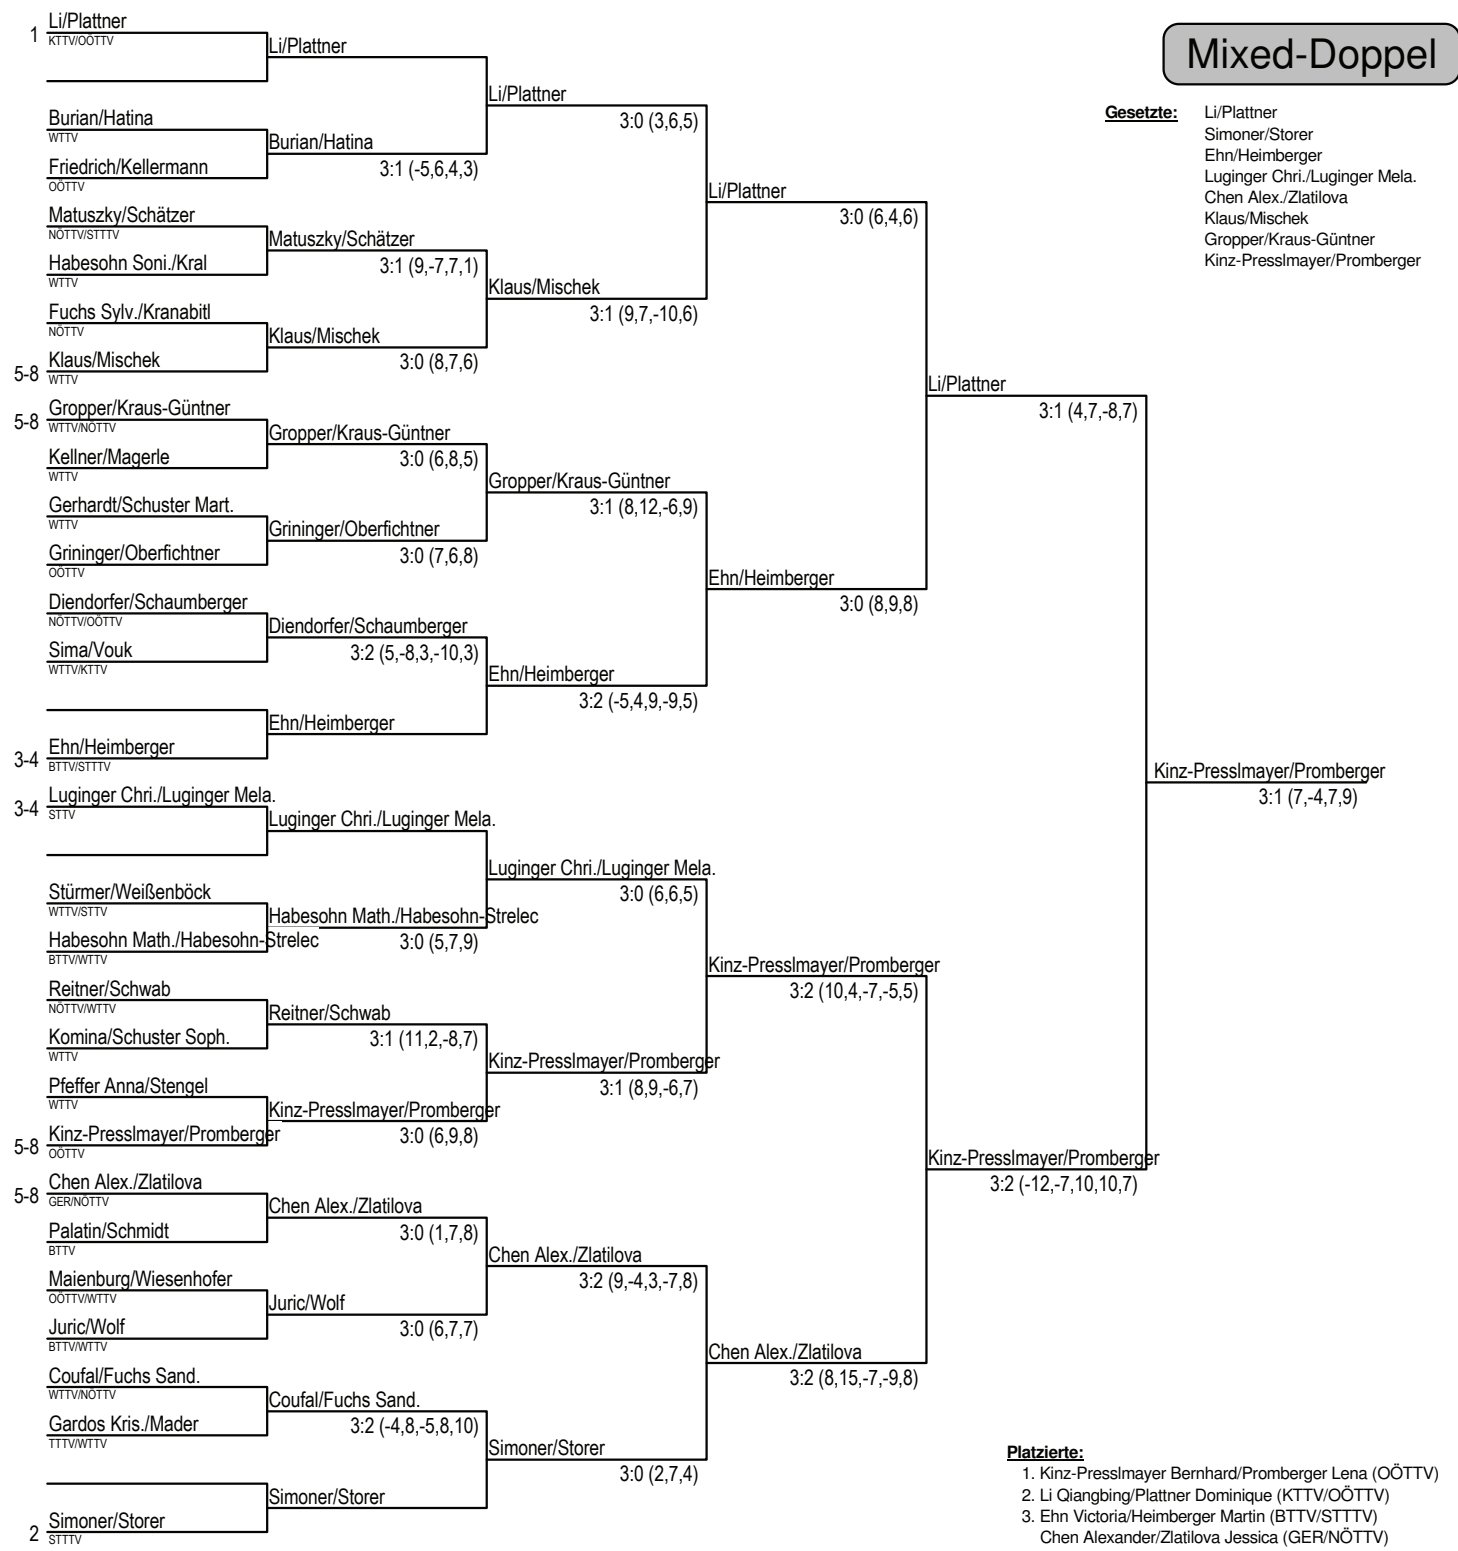 Mixed-Doppel
Gesetzte:
Li/Plattner
Simoner/Storer
Ehn/Heimberger
Luginger Chri./Luginger Mela.
Chen Alex./Zlatilova
Klaus/Mischek
Gropper/Kraus-Güntner
Kinz-Presslmayer/Promberger
1 Li/Plattner
KTTV/OÖTTV
Burian/Hatina
WTTV
Friedrich/Kellermann
OÖTTV
Matuszky/Schätzer
NÖTTV/STTTV
Habesohn Soni./Kral
WTTV
Fuchs Sylv./Kranabitl
NÖTTV
5-8 Klaus/Mischek
WTTV
5-8 Gropper/Kraus-Güntner
WTTV/NÖTTV
Kellner/Magerle
WTTV
Gerhardt/Schuster Mart.
WTTV
Grininger/Oberfichtner
OÖTTV
Diendorfer/Schaumberger
NÖTTV/OÖTTV
Sima/Vouk
WTTV/KTTV
3-4 Ehn/Heimberger
BTTV/STTTV
3-4 Luginger Chri./Luginger Mela.
STTV
Stürmer/Weißenböck
WTTV/STTV
Habesohn Math./Habesohn-Strelec
BTTV/WTTV
Reitner/Schwab
NÖTTV/WTTV
Komina/Schuster Soph.
WTTV
Pfeffer Anna/Stengel
WTTV
5-8 Kinz-Presslmayer/Promberger
OÖTTV
5-8 Chen Alex./Zlatilova
GER/NÖTTV
Palatin/Schmidt
BTTV
Maienburg/Wiesenhofer
OÖTTV/WTTV
Juric/Wolf
BTTV/WTTV
Coufal/Fuchs Sand.
WTTV/NÖTTV
Gardos Kris./Mader
TTTV/WTTV
2 Simoner/Storer
STTTV
Li/Plattner
Burian/Hatina
3:1 (-5,6,4,3)
Matuszky/Schätzer
3:1 (9,-7,7,1)
Klaus/Mischek
3:0 (8,7,6)
Gropper/Kraus-Güntner
3:0 (6,8,5)
Grininger/Oberfichtner
3:0 (7,6,8)
Diendorfer/Schaumberger
3:2 (5,-8,3,-10,3)
Ehn/Heimberger
Luginger Chri./Luginger Mela.
Habesohn Math./Habesohn-Strelec
3:0 (5,7,9)
Reitner/Schwab
3:1 (11,2,-8,7)
Kinz-Presslmayer/Promberger
3:0 (6,9,8)
Chen Alex./Zlatilova
3:0 (1,7,8)
Juric/Wolf
3:0 (6,7,7)
Coufal/Fuchs Sand.
3:2 (-4,8,-5,8,10)
Simoner/Storer
Li/Plattner
3:0 (3,6,5)
Klaus/Mischek
3:1 (9,7,-10,6)
Gropper/Kraus-Güntner
3:1 (8,12,-6,9)
Ehn/Heimberger
3:2 (-5,4,9,-9,5)
Luginger Chri./Luginger Mela.
3:0 (6,6,5)
Kinz-Presslmayer/Promberger
3:1 (8,9,-6,7)
Chen Alex./Zlatilova
3:2 (9,-4,3,-7,8)
Simoner/Storer
3:0 (2,7,4)
Li/Plattner
3:0 (6,4,6)
Ehn/Heimberger
3:0 (8,9,8)
Kinz-Presslmayer/Promberger
3:2 (10,4,-7,-5,5)
Chen Alex./Zlatilova
3:2 (8,15,-7,-9,8)
Li/Plattner
3:1 (4,7,-8,7)
Kinz-Presslmayer/Promberger
3:2 (-12,-7,10,10,7)
Kinz-Presslmayer/Promberger
3:1 (7,-4,7,9)
Platzierte:
1. Kinz-Presslmayer Bernhard/Promberger Lena (OÖTTV)
2. Li Qiangbing/Plattner Dominique (KTTV/OÖTTV)
3. Ehn Victoria/Heimberger Martin (BTTV/STTTV)
Chen Alexander/Zlatilova Jessica (GER/NÖTTV)